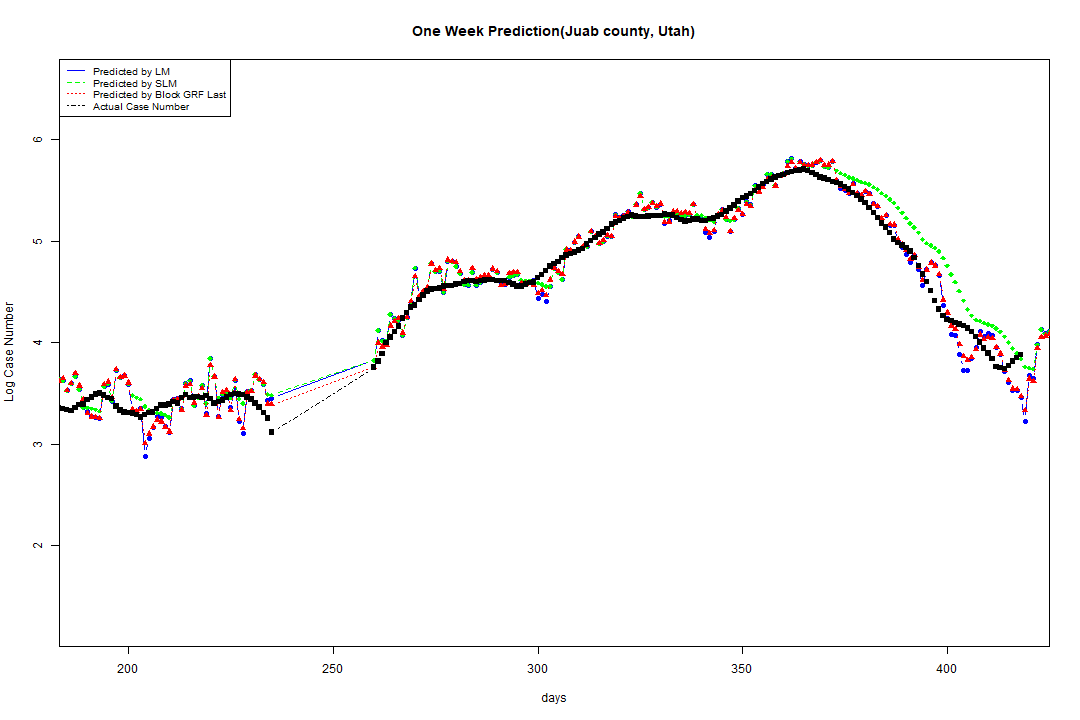 One Week Prediction(Juab county, Utah)
Predicted by LM
Predicted by SLM
Predicted by Block GRF Last
Actual Case Number
6
5
4
3
2
Log Case Number
200 250 300 350 400
days